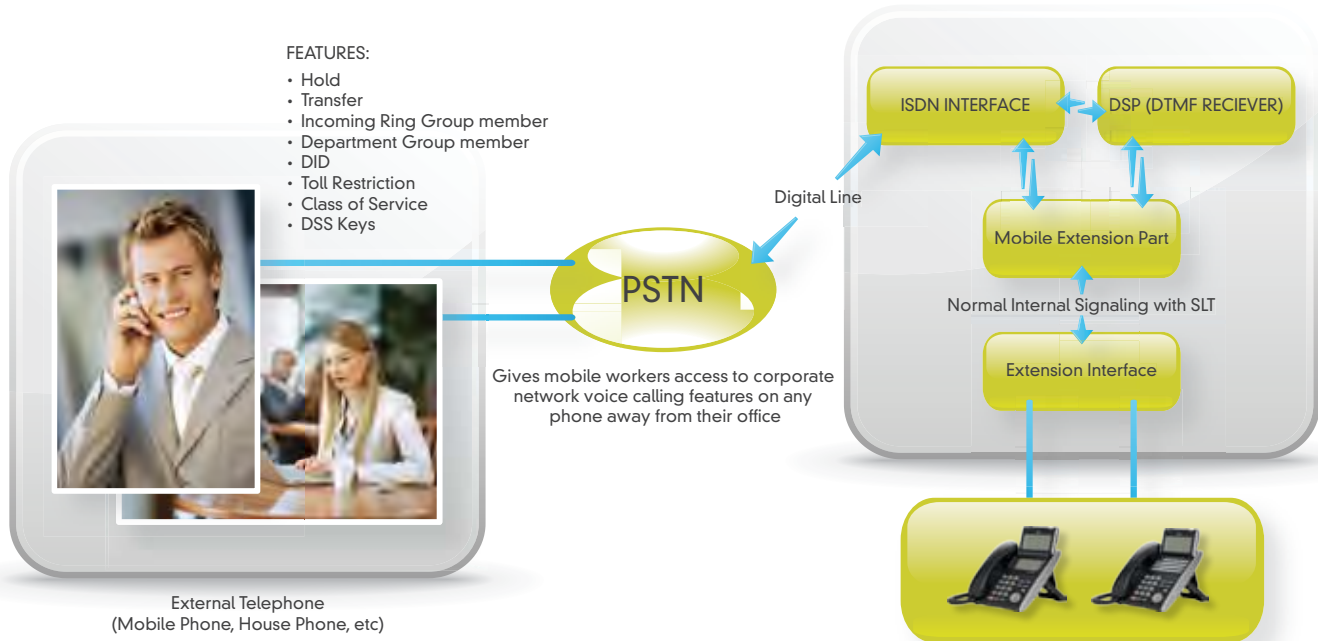 FEATURES:
• Hold
• Transfer
• Incoming Ring Group member
• Department Group member
• DID
• Toll Restriction
• Class of Service
• DSS Keys
External Telephone
(Mobile Phone, House Phone, etc)
PSTN
Gives mobile workers access to corporate
network voice calling features on any
phone away from their office
Digital Line
ISDN INTERFACE
DSP (DTMF RECIEVER)
Mobile Extension Part
Normal Internal Signaling with SLT
Extension Interface